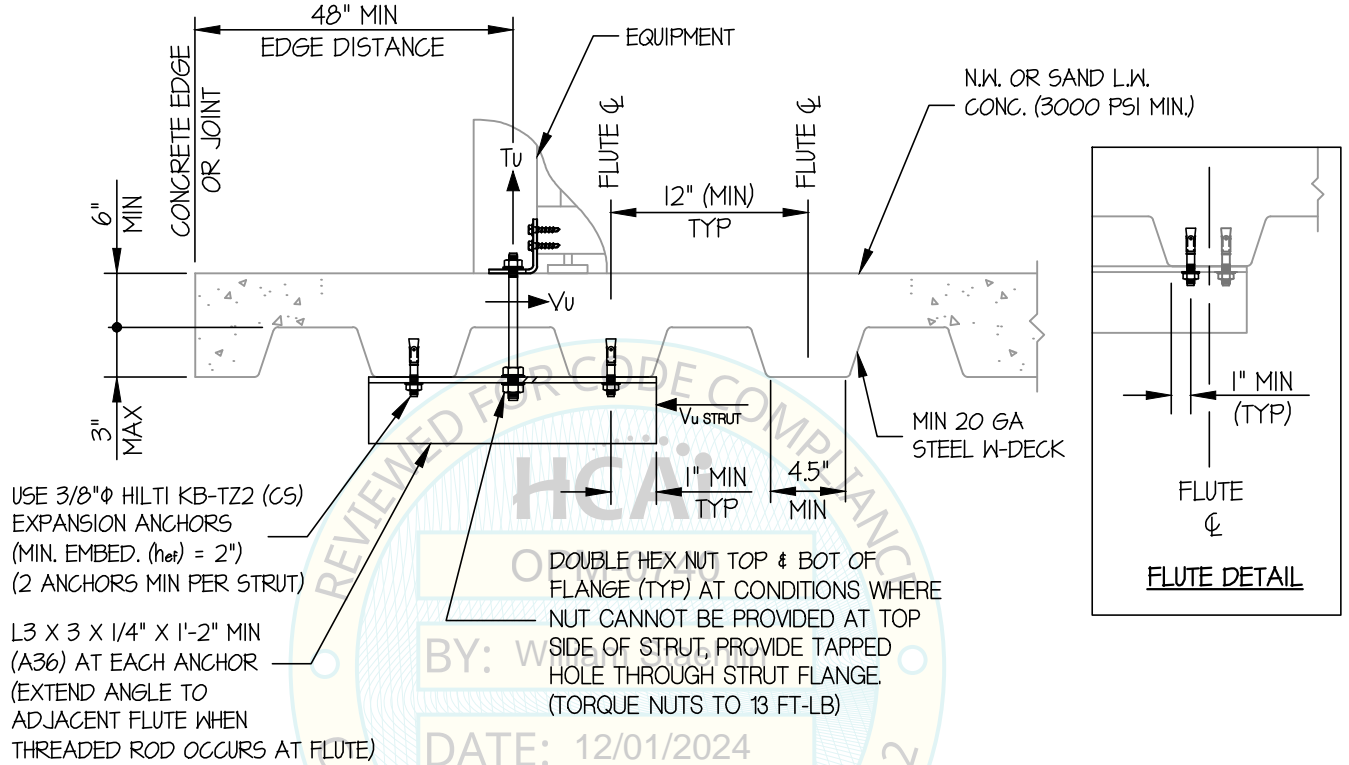 48" MIN
EDGE DISTANCE
CONCRETE EDGE
OR JOINT
EQUIPMENT
N.W. OR SAND L.W.
CONC. (3000 PSI MIN.)
FLUTE ℄
FLUTE ℄
Tu
12" (MIN)
TYP
6"
MIN
Vu
3"
MAX
Vu STRUT
MIN 20 GA
STEEL W-DECK
1" MIN
TYP
4.5"
MIN
USE 3/8"Φ HILTI KB-TZ2 (CS)
EXPANSION ANCHORS
(MIN. EMBED. (hef) = 2")
(2 ANCHORS MIN PER STRUT)
L3 X 3 X 1/4" X 1'-2" MIN
(A36) AT EACH ANCHOR
(EXTEND ANGLE TO
ADJACENT FLUTE WHEN
THREADED ROD OCCURS AT FLUTE)
DOUBLE HEX NUT TOP & BOT OF
FLANGE (TYP) AT CONDITIONS WHERE
NUT CANNOT BE PROVIDED AT TOP
SIDE OF STRUT, PROVIDE TAPPED
HOLE THROUGH STRUT FLANGE.
(TORQUE NUTS TO 13 FT-LB)
1" MIN
(TYP)
FLUTE
℄
FLUTE DETAIL
REVIEWED FOR CODE COMPLIANCE
HCAi
OPM-0740
BY: William Staehlin
DATE: 12/01/2024